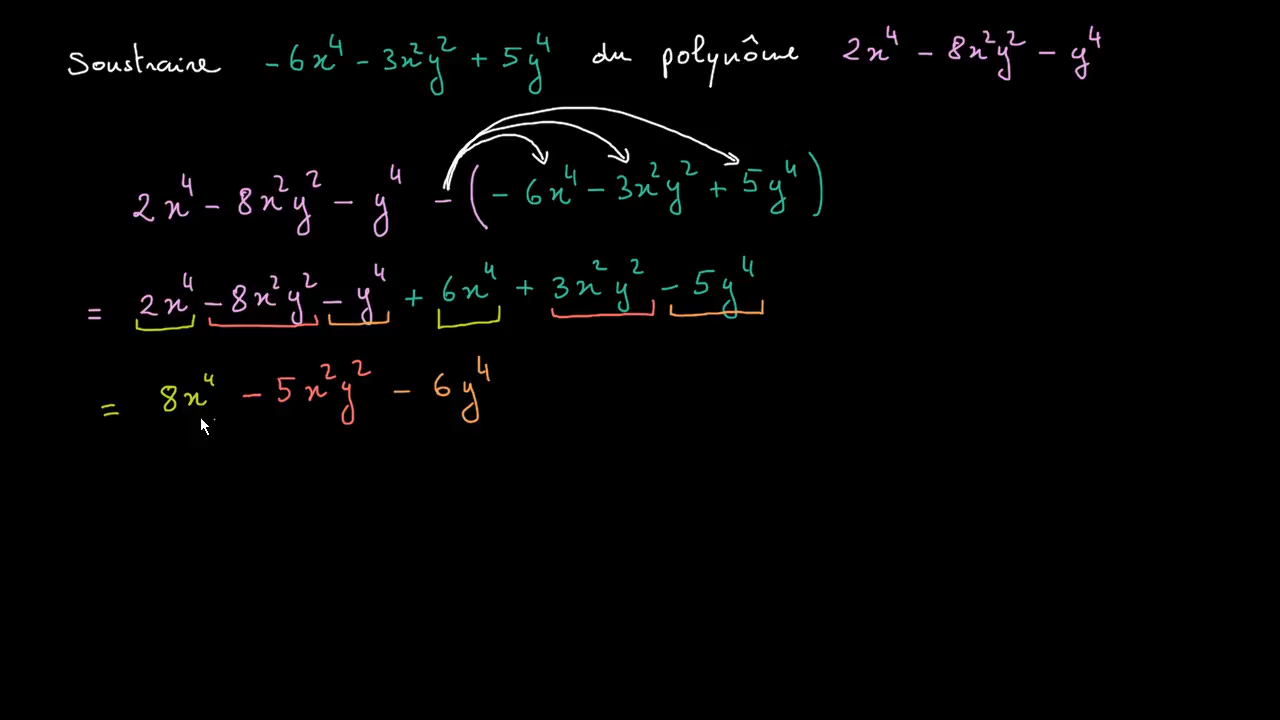 Soustraire -6x⁴ - 3x²y² + 5y⁴ du polynôme 2x⁴ - 8x²y² - y⁴
2x⁴ - 8x²y² - y⁴ - (-6x⁴ - 3x²y² + 5y⁴)
= 2x⁴ - 8x²y² - y⁴ + 6x⁴ + 3x²y² - 5y⁴
= 8x⁴ - 5x²y² - 6y⁴